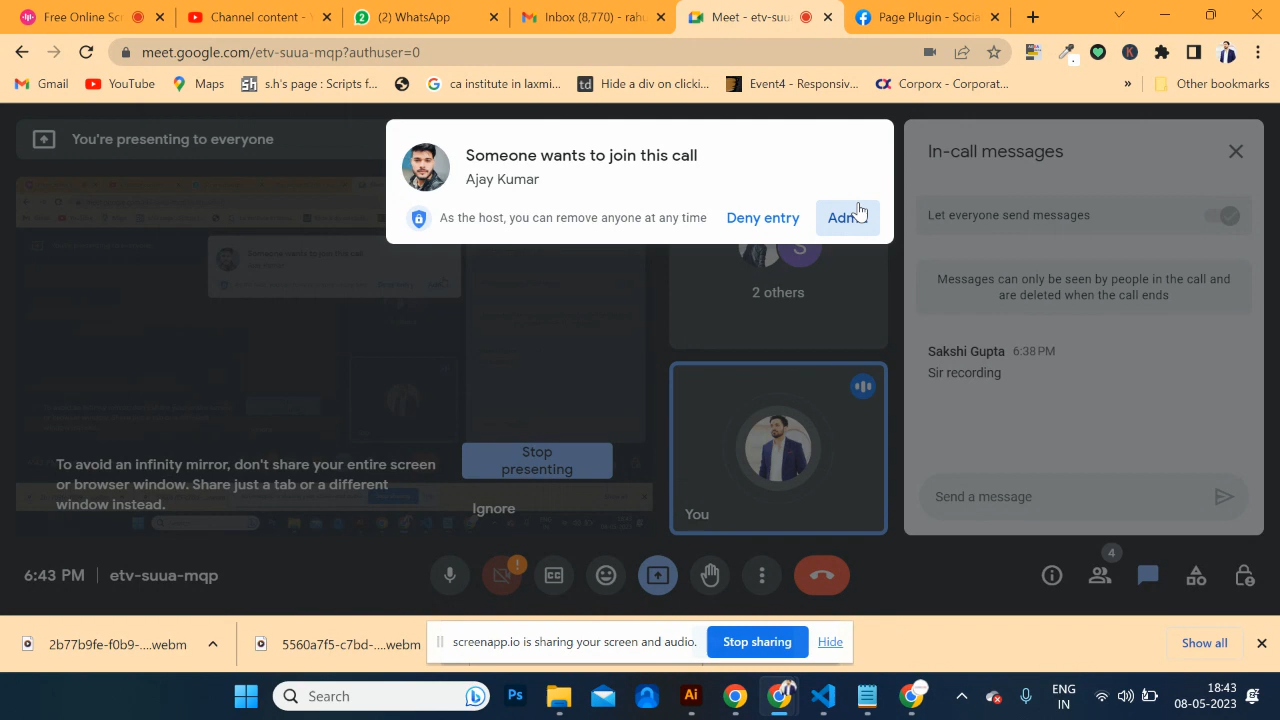 Free Online Scr
Channel content - Y
(2) WhatsApp
Inbox (8,770) - rahu
Meet - etv-suua
Page Plugin - Socia
meet.google.com/etv-suua-mqp?authuser=0
Gmail
YouTube
Maps
s.h's page : Scripts f...
ca institute in laxmi...
Hide a div on clicki...
Event4 - Responsiv...
Corporx - Corporat...
»
Other bookmarks
You're presenting to everyone
Someone wants to join this call
Ajay Kumar
As the host, you can remove anyone at any time
Deny entry
In-call messages
Let everyone send messages
Messages can only be seen by people in the call and
are deleted when the call ends
Sakshi Gupta 6:38 PM
Sir recording
S
2 others
To avoid an infinity mirror, don't share your entire screen
or browser window. Share just a tab or a different
window instead.
Stop
presenting
Ignore
You
Send a message
6:43 PM | etv-suua-mqp
4
2b77b9fe-f0b9-....webm
5560a7f5-c7bd-....webm
screenapp.io is sharing your screen and audio.
Stop sharing
Hide
Show all
Search
Ps
Ai
ENG
IN
18:43
08-05-2023